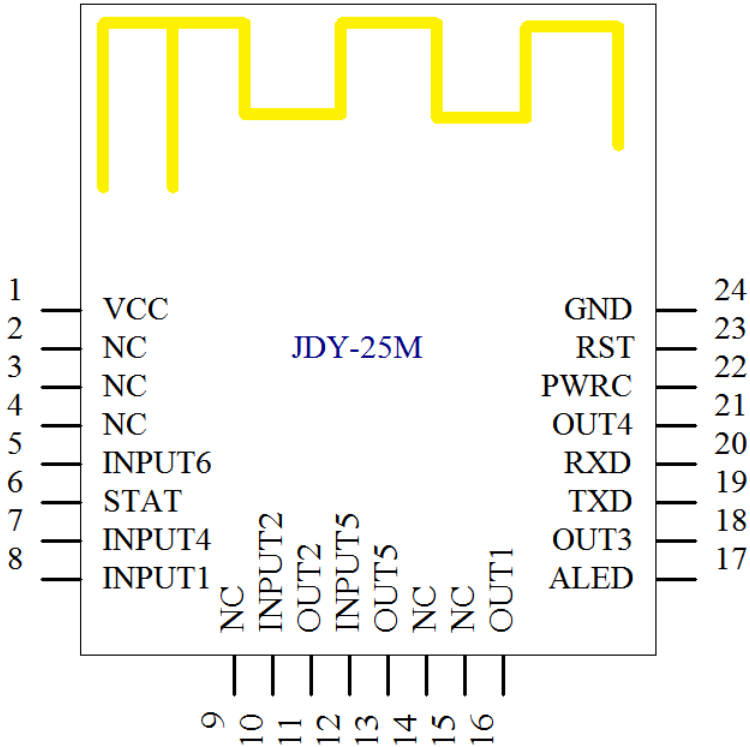 1 VCC
2 NC
3 NC
4 NC
5 INPUT6
6 STAT
7 INPUT4
8 INPUT1
JDY-25M
GND 24
RST 23
PWRC 22
OUT4 21
RXD 20
TXD 19
OUT3 18
ALED 17
NC 9
INPUT2 10
OUT2 11
INPUT5 12
OUT5 13
NC 14
NC 15
OUT1 16